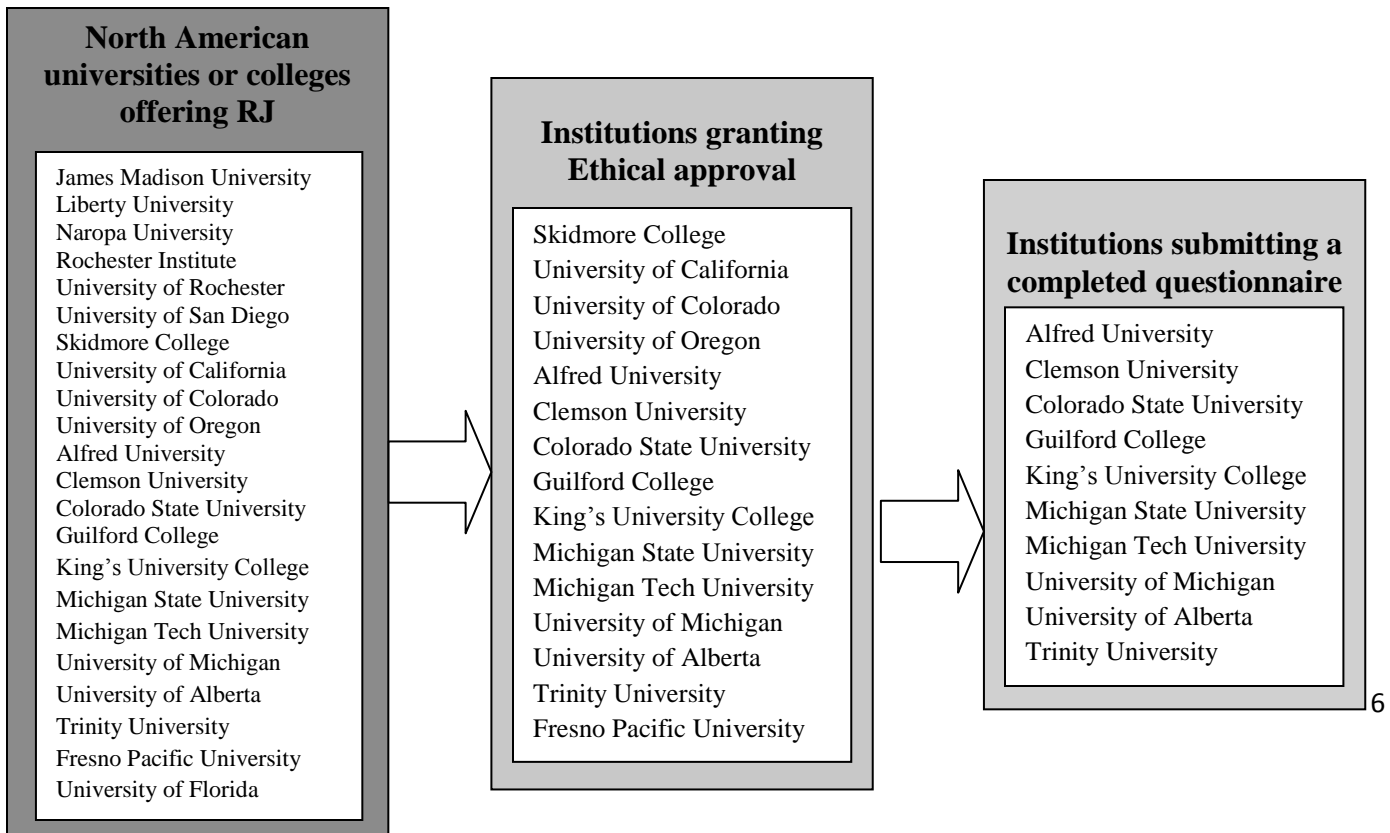 North American
universities or colleges
offering RJ
James Madison University
Liberty University
Naropa University
Rochester Institute
University of Rochester
University of San Diego
Skidmore College
University of California
University of Colorado
University of Oregon
Alfred University
Clemson University
Colorado State University
Guilford College
King’s University College
Michigan State University
Michigan Tech University
University of Michigan
University of Alberta
Trinity University
Fresno Pacific University
University of Florida
Institutions granting
Ethical approval
Skidmore College
University of California
University of Colorado
University of Oregon
Alfred University
Clemson University
Colorado State University
Guilford College
King’s University College
Michigan State University
Michigan Tech University
University of Michigan
University of Alberta
Trinity University
Fresno Pacific University
Institutions submitting a
completed questionnaire
Alfred University
Clemson University
Colorado State University
Guilford College
King’s University College
Michigan State University
Michigan Tech University
University of Michigan
University of Alberta
Trinity University
6